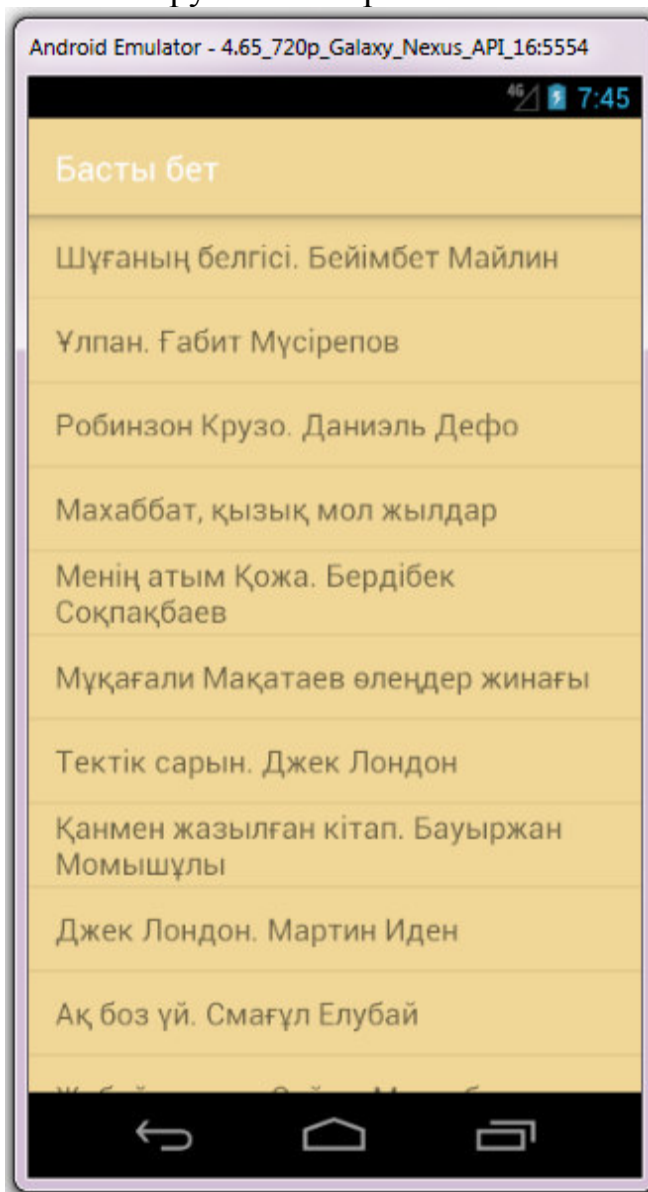 Android Emulator - 4.65_720p_Galaxy_Nexus_API_16:5554
4G 7:45
Басты бет
Шұғаның белгісі. Бейімбет Майлин
Ұлпан. Ғабит Мүсірепов
Робинзон Крузо. Даниэль Дефо
Махаббат, қызық мол жылдар
Менің атым Қожа. Бердібек
Соқпақбаев
Мұқағали Мақатаев өлеңдер жинағы
Тектік сарын. Джек Лондон
Қанмен жазылған кітап. Бауыржан
Момышұлы
Джек Лондон. Мартин Иден
Ақ боз үй. Смағұл Елубай